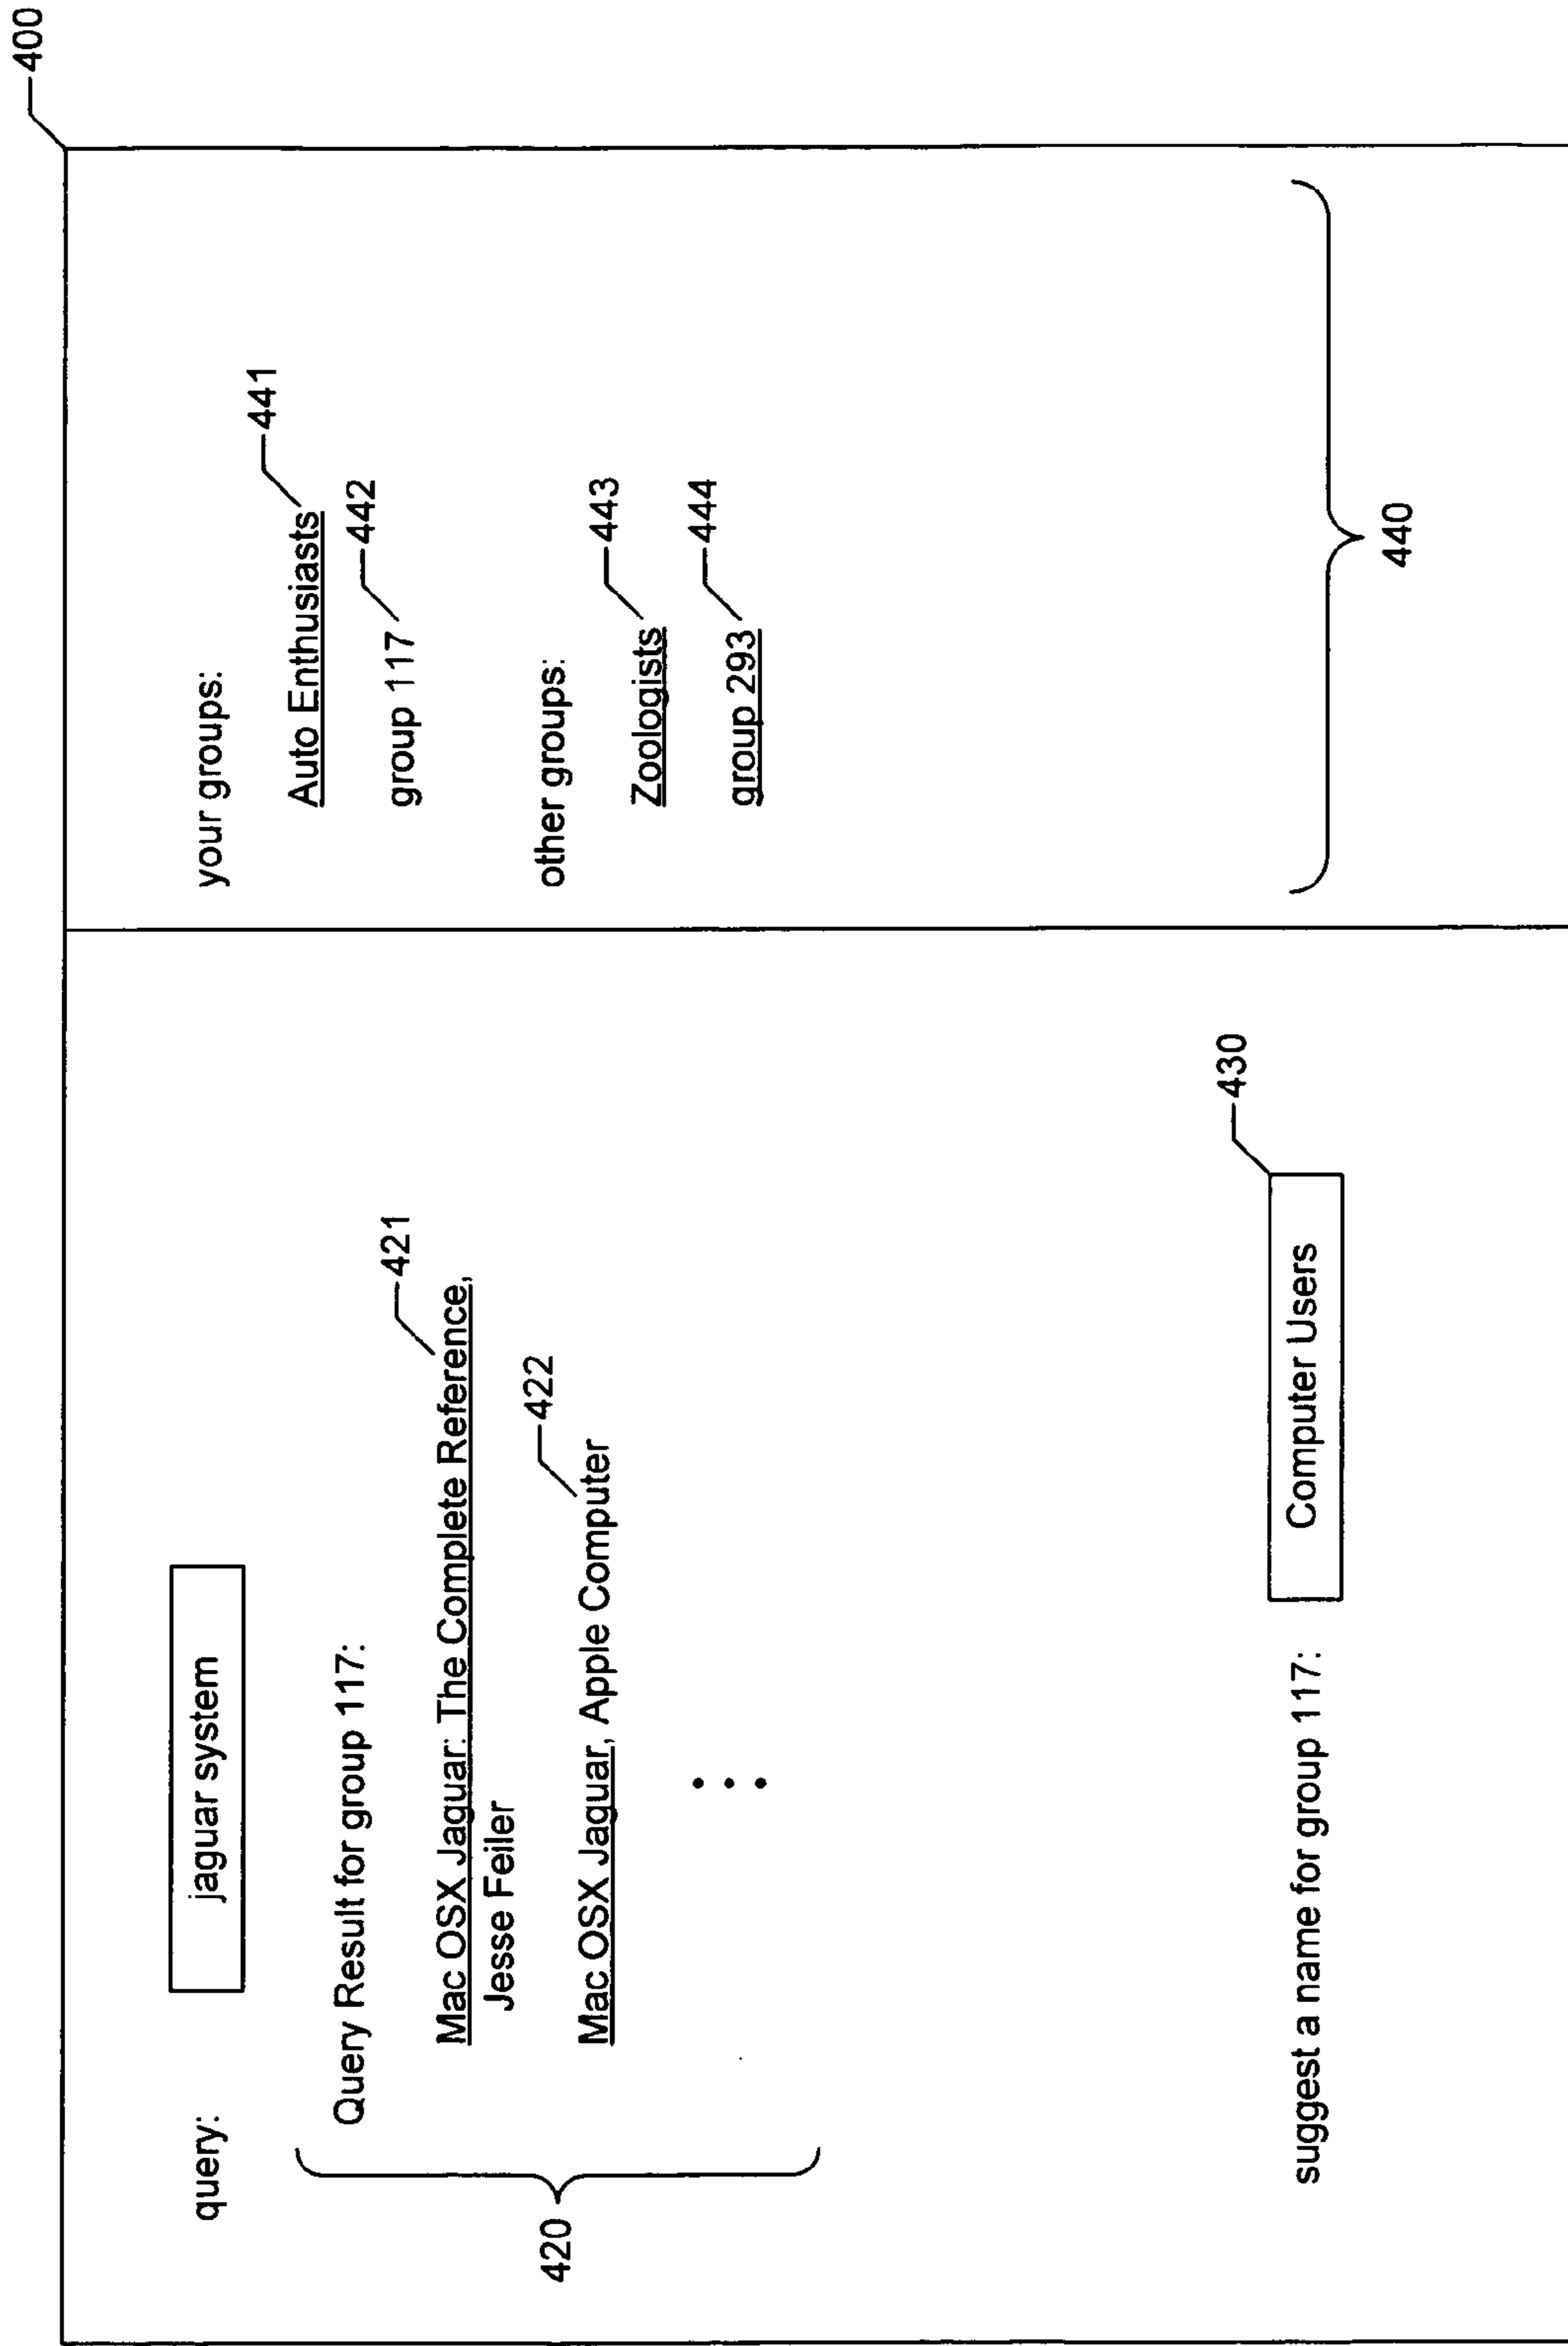 400
query:
jaguar system
Query Result for group 117:
421
Mac OSX Jaguar: The Complete Reference,
Jesse Feiler
422
Mac OSX Jaguar, Apple Computer
420
430
suggest a name for group 117:
Computer Users
your groups:
441
Auto Enthusiasts
442
group 117
other groups:
443
Zoologists
444
group 293
440